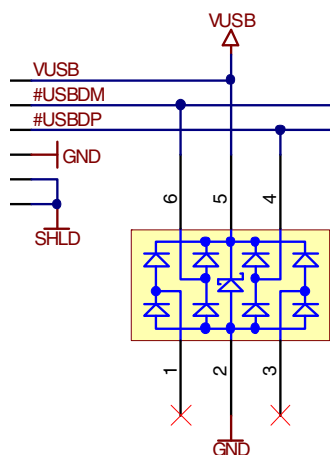 VUSB
VUSB
#USBDM
#USBDP
GND
SHLD
6 5 4
1 2 3
GND